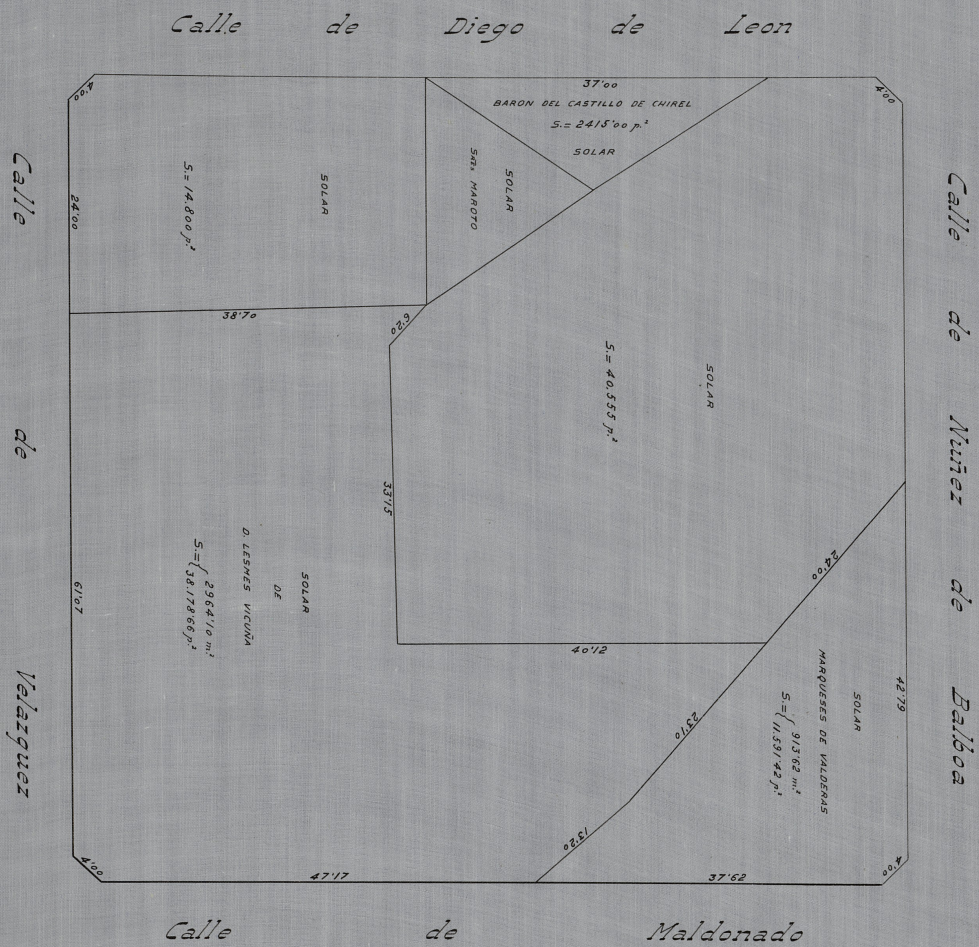 Calle de Diego de Leon
4'00
37'00
4'00
BARON DEL CASTILLO DE CHIREL
S.= 2415'00 p.²
SOLAR
SOLAR
MAROTO
SOLAR
S.= 14.800 p.²
24'00
38'70
6'20
SOLAR
S.= 40.555 p.²
33'15
40'12
24'00
42'79
SOLAR
MARQUESES DE VALDERAS
S.={ 913'62 m.²
11.591'42 p.²
SOLAR
DE
D. LESMES VICUÑA
S.={ 2964'10 m.²
38.178'66 p.²
61'07
23'10
13'20
4'00
47'17
37'62
4'00
Calle de Velazguez
Calle de Nuñez de Balboa
Calle de Maldonado